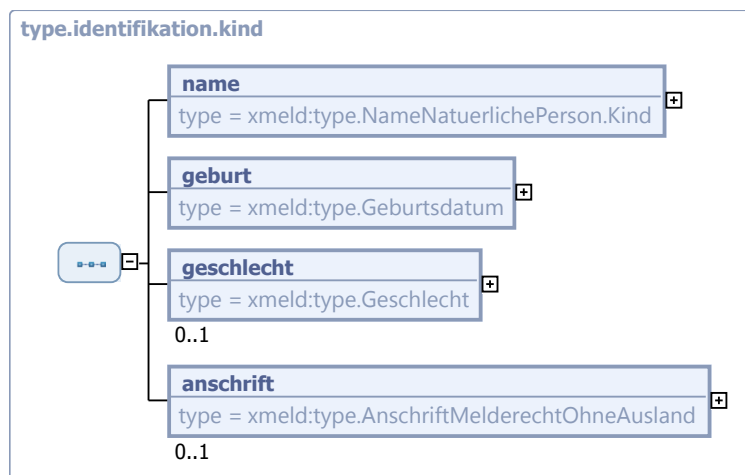 type.identifikation.kind
name
type = xmeld:type.NameNatuerlichePerson.Kind
geburt
type = xmeld:type.Geburtsdatum
geschlecht
type = xmeld:type.Geschlecht
0..1
anschrift
type = xmeld:type.AnschriftMelderechtOhneAusland
0..1